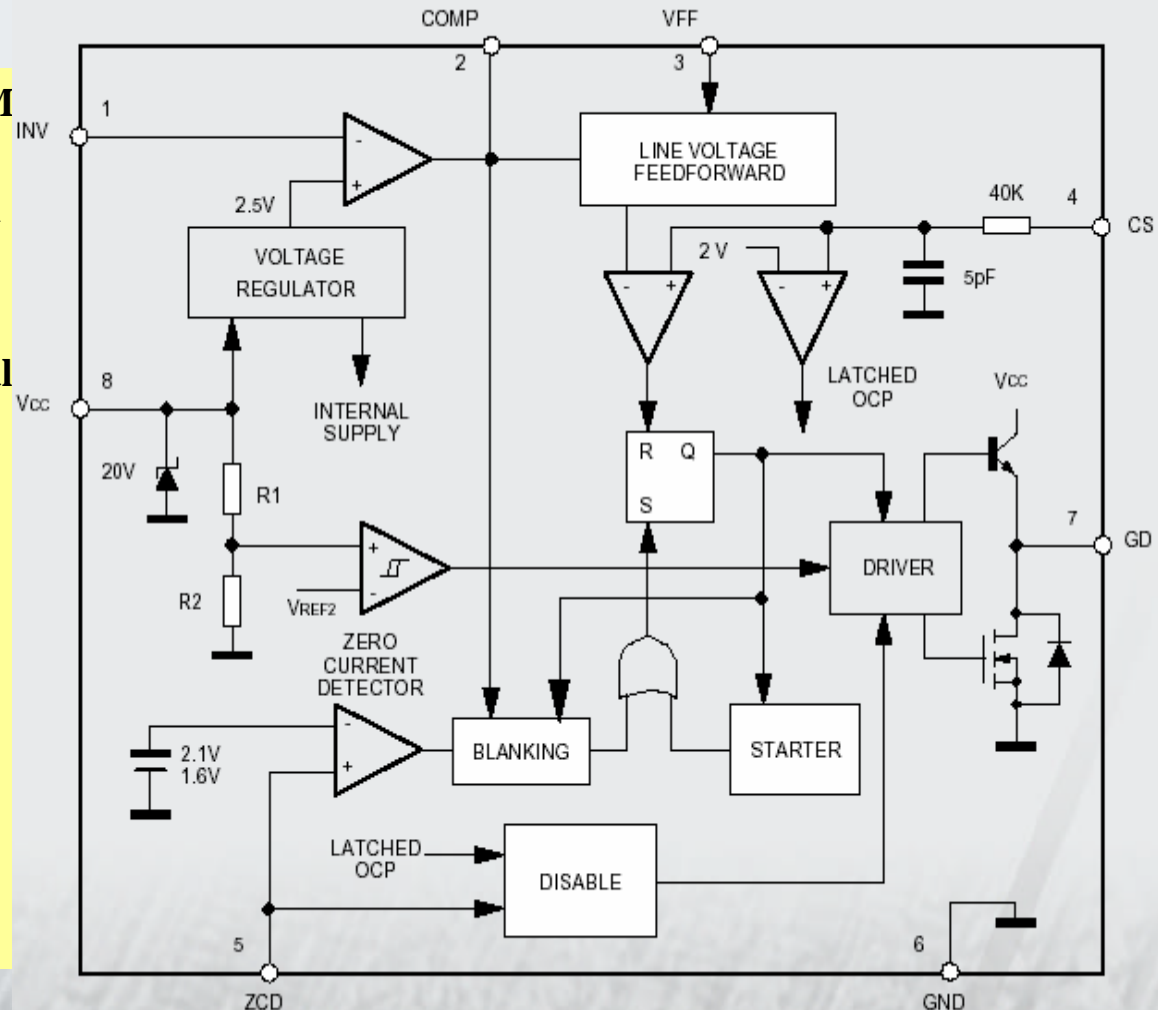 COMP
VFF
2
3
M
1
INV
LINE VOLTAGE
FEEDFORWARD
-
+
2.5V
40K
4
CS
VOLTAGE
REGULATOR
2 V
-
+
-
+
5pF
8
Vcc
INTERNAL
SUPPLY
LATCHED
OCP
Vcc
20V
R1
R
Q
S
7
GD
+
-
DRIVER
R2
VREF2
ZERO
CURRENT
DETECTOR
-
+
2.1V
1.6V
BLANKING
STARTER
LATCHED
OCP
DISABLE
5
6
ZCD
GND